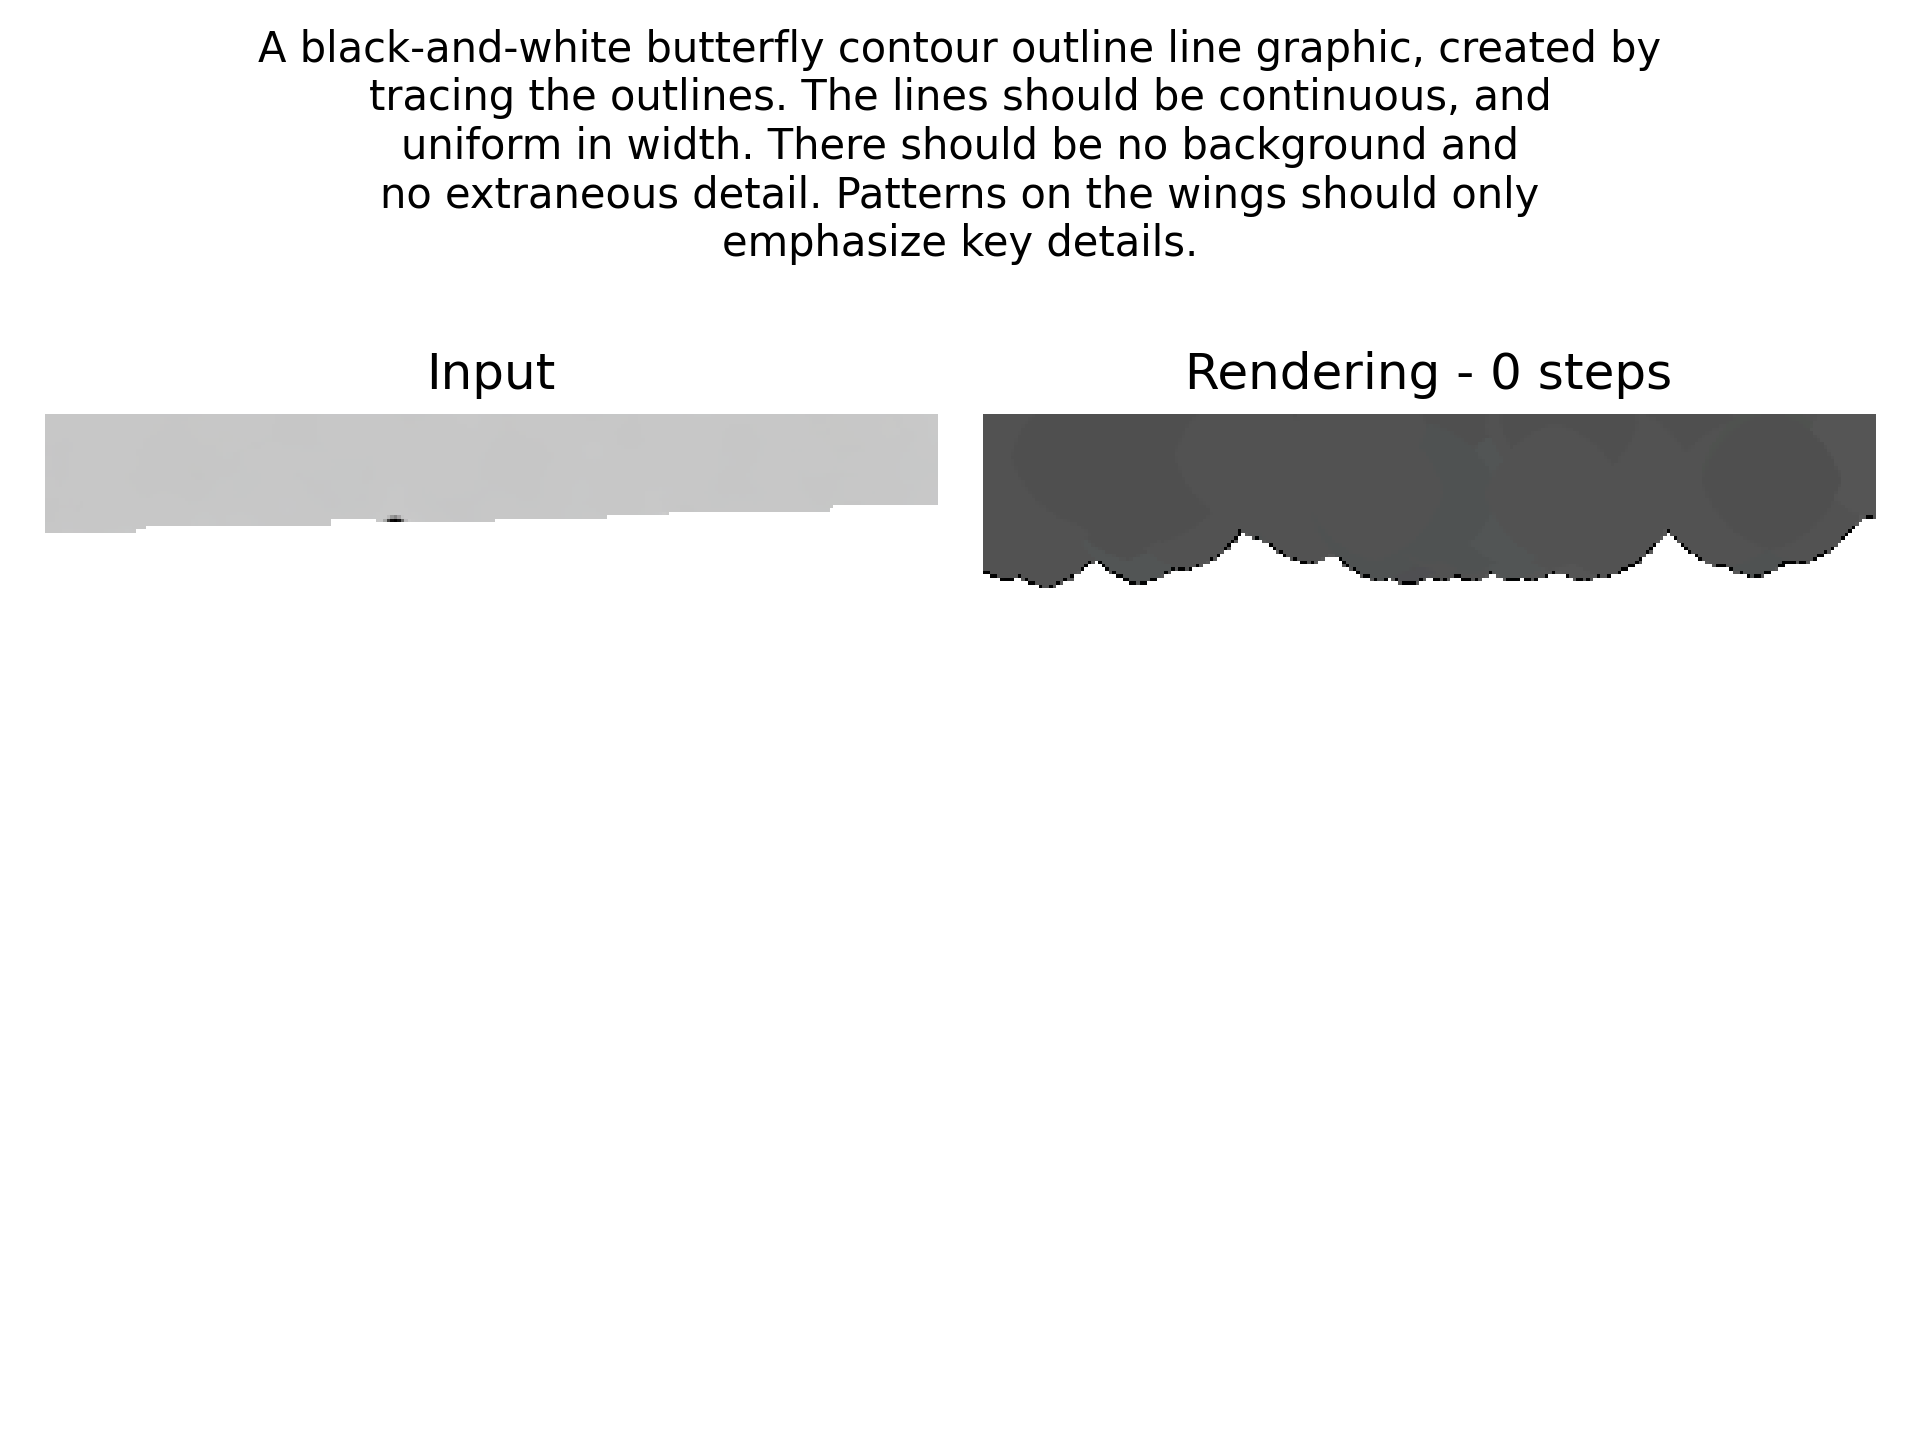 A black-and-white butterfly contour outline line graphic, created by
tracing the outlines. The lines should be continuous, and
uniform in width. There should be no background and
no extraneous detail. Patterns on the wings should only
emphasize key details.
Input
Rendering - 0 steps